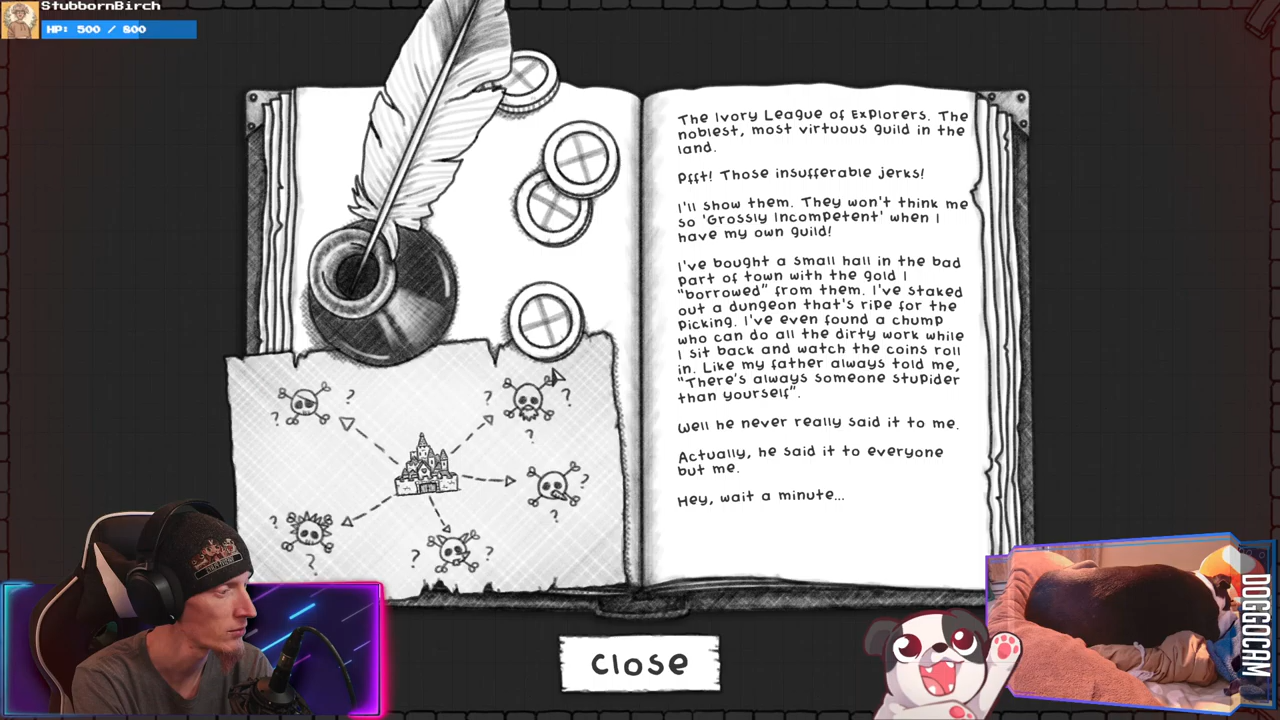 StubbornBirch
HP: 500 / 800
The Ivory League of Explorers. The
noblest, most virtuous guild in the
land.
Pfft! Those insufferable jerks!
I'll show them. They won't think me
so 'Grossly Incompetent' when I
have my own guild!
I've bought a small hall in the bad
part of town with the gold I
"borrowed" from them. I've staked
out a dungeon that's ripe for the
picking. I've even found a chump
who can do all the dirty work while
I sit back and watch the coins roll
in. Like my father always told me,
"There's always someone stupider
than yourself".
Well he never really said it to me.
Actually, he said it to everyone
but me.
Hey, wait a minute...
? ? ? ?
?
?
?
? ?
? ?
?
close
DOGGOCAM